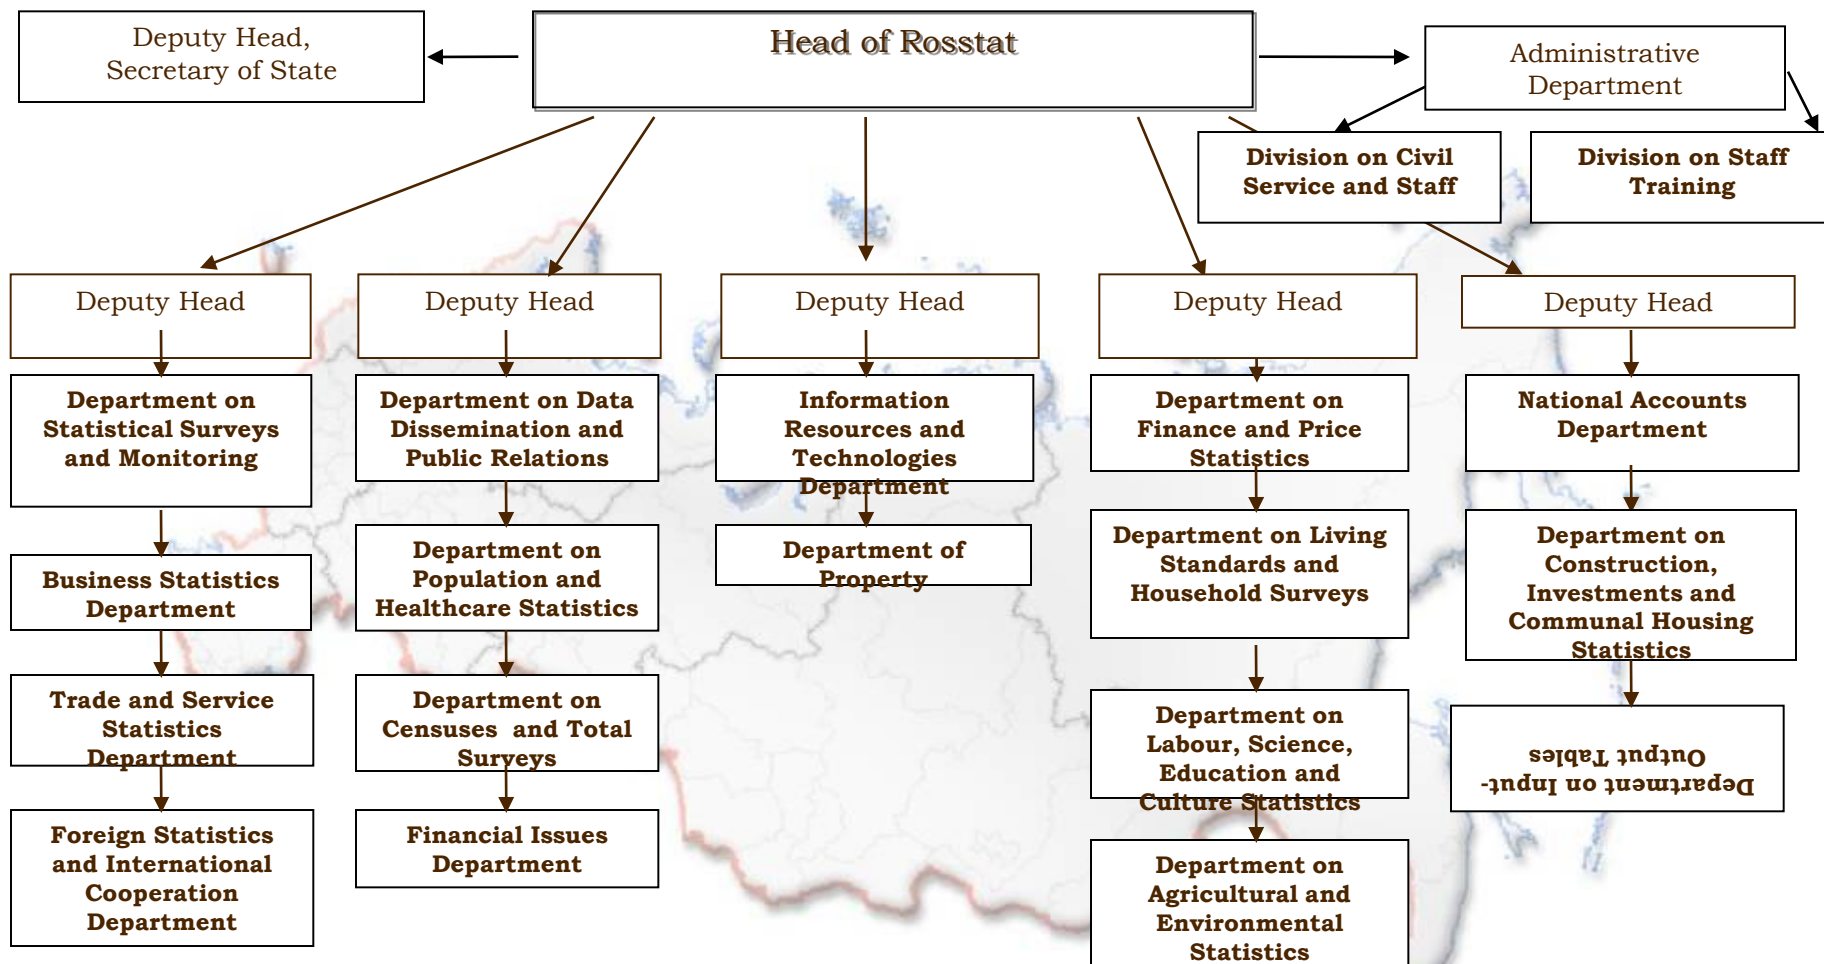 Deputy Head,
Secretary of State
Head of Rosstat
Administrative
Department
Division on Civil
Service and Staff
Division on Staff
Training
Deputy Head
Deputy Head
Deputy Head
Deputy Head
Deputy Head
Department on
Statistical Surveys
and Monitoring
Business Statistics
Department
Trade and Service
Statistics
Department
Foreign Statistics
and International
Cooperation
Department
Department on Data
Dissemination and
Public Relations
Department on
Population and
Healthcare Statistics
Department on
Censuses and Total
Surveys
Financial Issues
Department
Information
Resources and
Technologies
Department
Department of
Property
Department on
Finance and Price
Statistics
Department on Living
Standards and
Household Surveys
Department on
Labour, Science,
Education and
Culture Statistics
Department on
Agricultural and
Environmental
Statistics
National Accounts
Department
Department on
Construction,
Investments and
Communal Housing
Statistics
Department on Input-
Output Tables